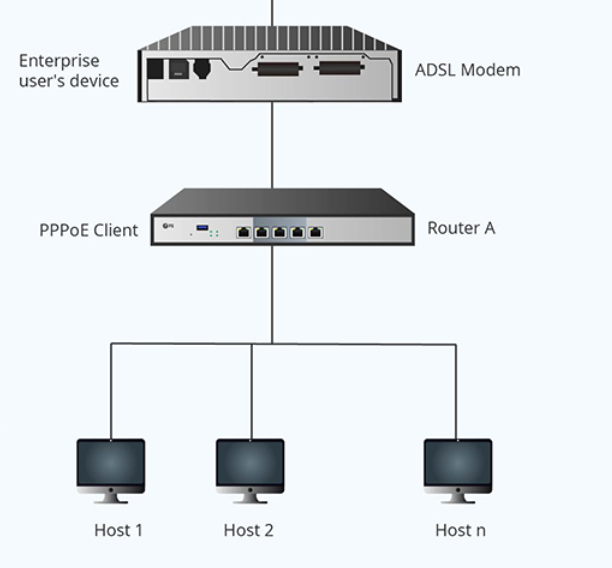 Enterprise
user's device
ADSL Modem
PPPoE Client
Router A
Host 1
Host 2
Host n